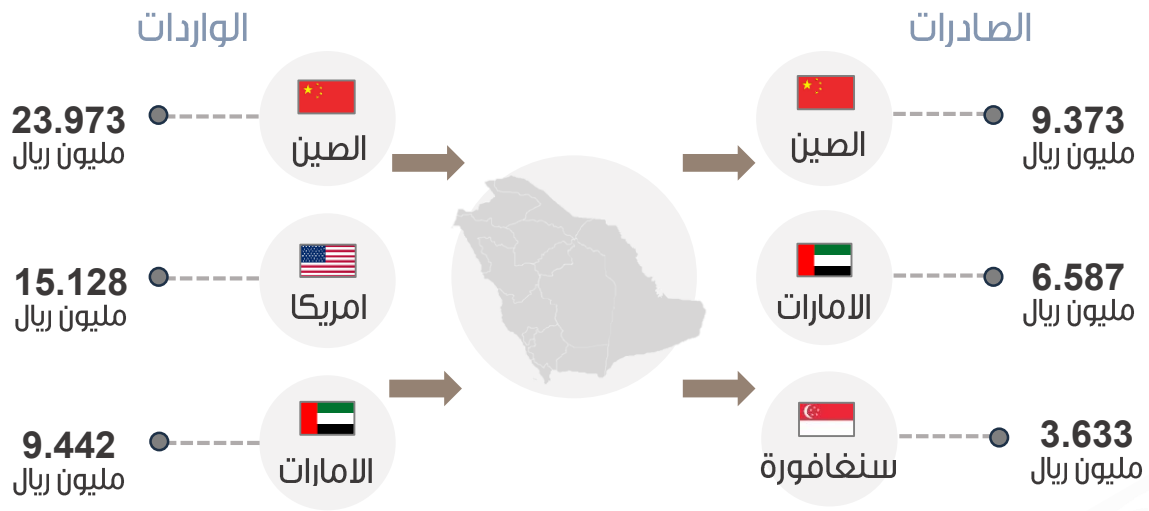 الصادرات
الصين
9.373
مليون ريال
الامارات
6.587
مليون ريال
سنغافورة
3.633
مليون ريال
الواردات
الصين
23.973
مليون ريال
امريكا
15.128
مليون ريال
الامارات
9.442
مليون ريال